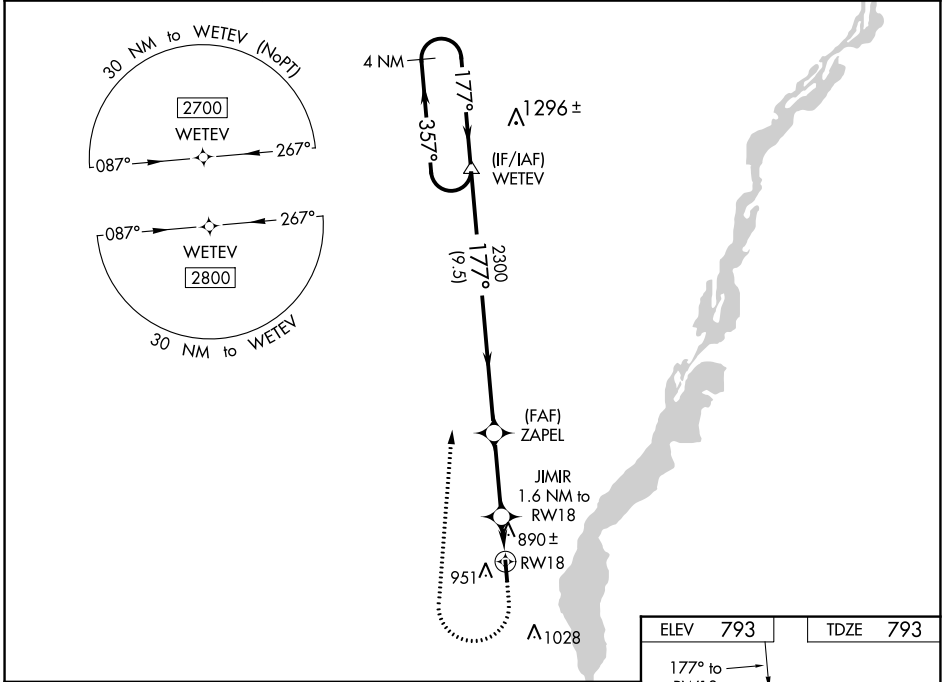 30 NM to WETEV (NoPT)
2700
WETEV
087°
267°
087°
267°
WETEV
2800
30 NM to WETEV
4 NM
177°
357°
1296 ±
(IF/IAF)
WETEV
2300
177°
(9.5)
(FAF)
ZAPEL
JIMIR
1.6 NM to
RW18
890 ±
RW18
951
1028
ELEV 793
TDZE 793
177° to